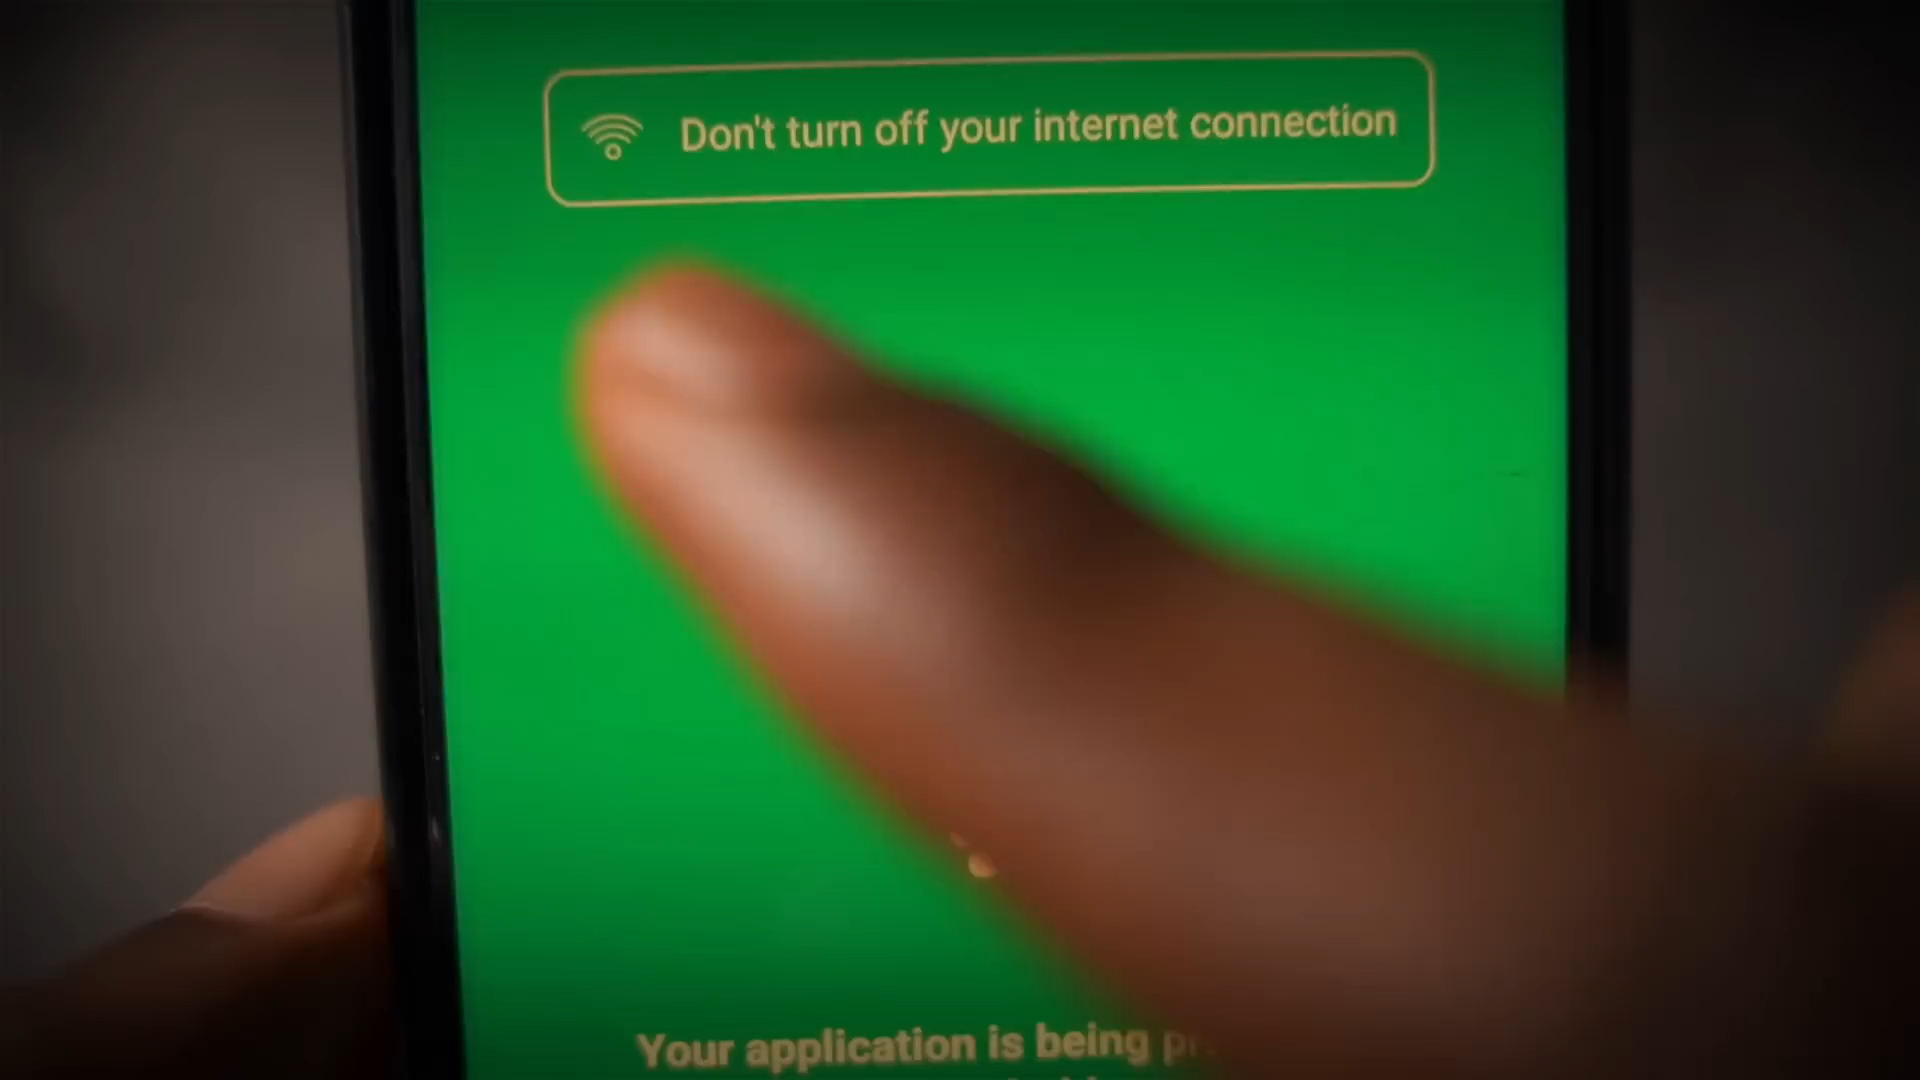 Don't turn off your internet connection
Your application is being